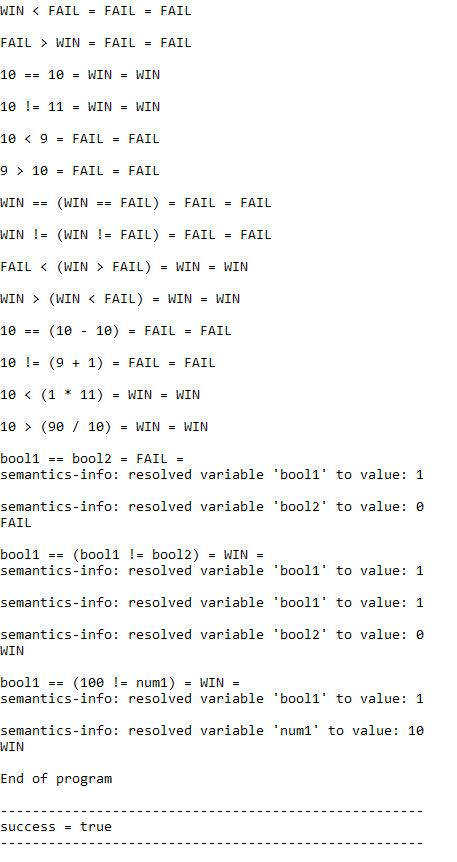 WIN < FAIL = FAIL = FAIL
FAIL > WIN = FAIL = FAIL
10 == 10 = WIN = WIN
10 != 11 = WIN = WIN
10 < 9 = FAIL = FAIL
9 > 10 = FAIL = FAIL
WIN == (WIN == FAIL) = FAIL = FAIL
WIN != (WIN != FAIL) = FAIL = FAIL
FAIL < (WIN > FAIL) = WIN = WIN
WIN > (WIN < FAIL) = WIN = WIN
10 == (10 - 10) = FAIL = FAIL
10 != (9 + 1) = FAIL = FAIL
10 < (1 * 11) = WIN = WIN
10 > (90 / 10) = WIN = WIN
bool1 == bool2 = FAIL =
semantics-info: resolved variable 'bool1' to value: 1
semantics-info: resolved variable 'bool2' to value: 0
FAIL
bool1 == (bool1 != bool2) = WIN =
semantics-info: resolved variable 'bool1' to value: 1
semantics-info: resolved variable 'bool1' to value: 1
semantics-info: resolved variable 'bool2' to value: 0
WIN
bool1 == (100 != num1) = WIN =
semantics-info: resolved variable 'bool1' to value: 1
semantics-info: resolved variable 'num1' to value: 10
WIN
End of program
-----------------------------------------------------
success = true
-----------------------------------------------------